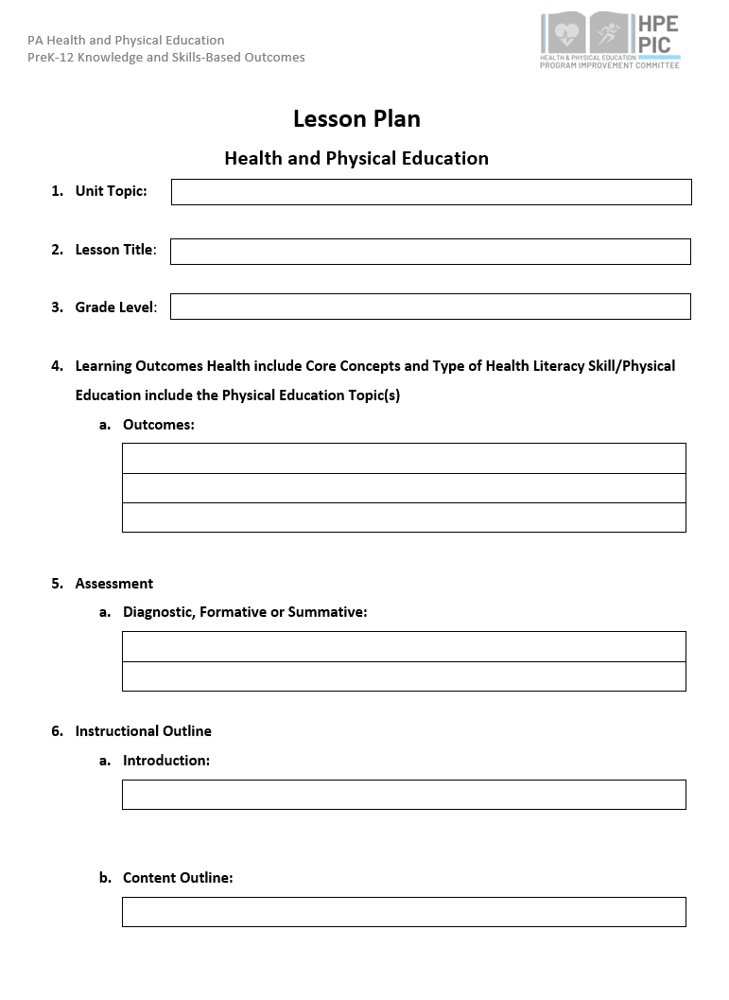 PA Health and Physical Education
PreK-12 Knowledge and Skills-Based Outcomes
HPE
PIC
HEALTH & PHYSICAL EDUCATION
PROGRAM IMPROVEMENT COMMITTEE
Lesson Plan
Health and Physical Education
1. Unit Topic:
2. Lesson Title:
3. Grade Level:
4. Learning Outcomes Health include Core Concepts and Type of Health Literacy Skill/Physical
Education include the Physical Education Topic(s)
a. Outcomes:
5. Assessment
a. Diagnostic, Formative or Summative:
6. Instructional Outline
a. Introduction:
b. Content Outline: